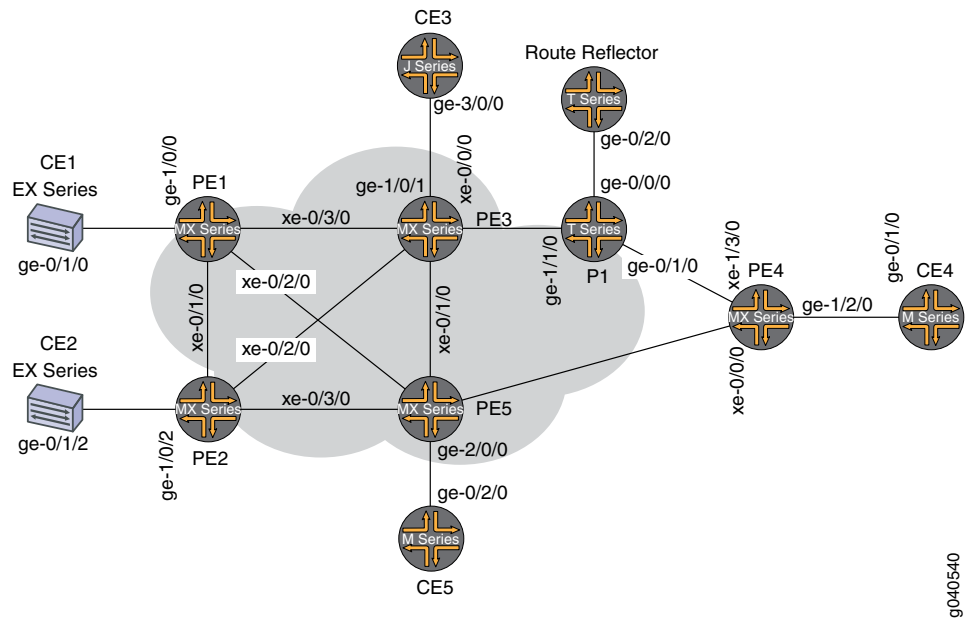 CE3
J Series
ge-3/0/0
Route Reflector
T Series
ge-0/2/0
CE1
EX Series
ge-0/1/0
ge-1/0/0
PE1
MX Series
xe-0/3/0
ge-1/0/1
xe-0/0/0
MX Series
PE3
ge-0/0/0
T Series
ge-1/1/0
P1
ge-0/1/0
xe-1/3/0
PE4
MX Series
xe-0/0/0
ge-1/2/0
ge-0/1/0
CE4
M Series
xe-0/2/0
xe-0/1/0
xe-0/2/0
xe-0/1/0
CE2
EX Series
ge-0/1/2
MX Series
ge-1/0/2
PE2
xe-0/3/0
MX Series
PE5
ge-2/0/0
ge-0/2/0
M Series
CE5
g040540